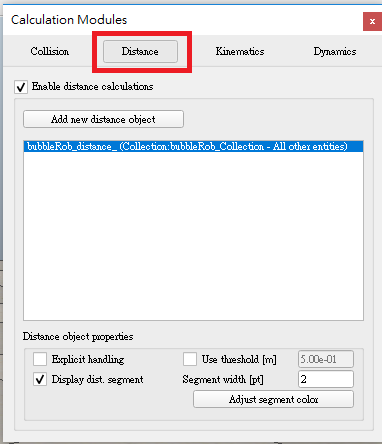 Calculation Modules
Collision Distance Kinematics Dynamics
Enable distance calculations
Add new distance object
bubbleRob_distance_ (Collection:bubbleRob_Collection - All other entities)
Distance object properties
Explicit handling Use threshold [m] 5.00e-01
Display dist. segment Segment width [pt] 2
Adjust segment color